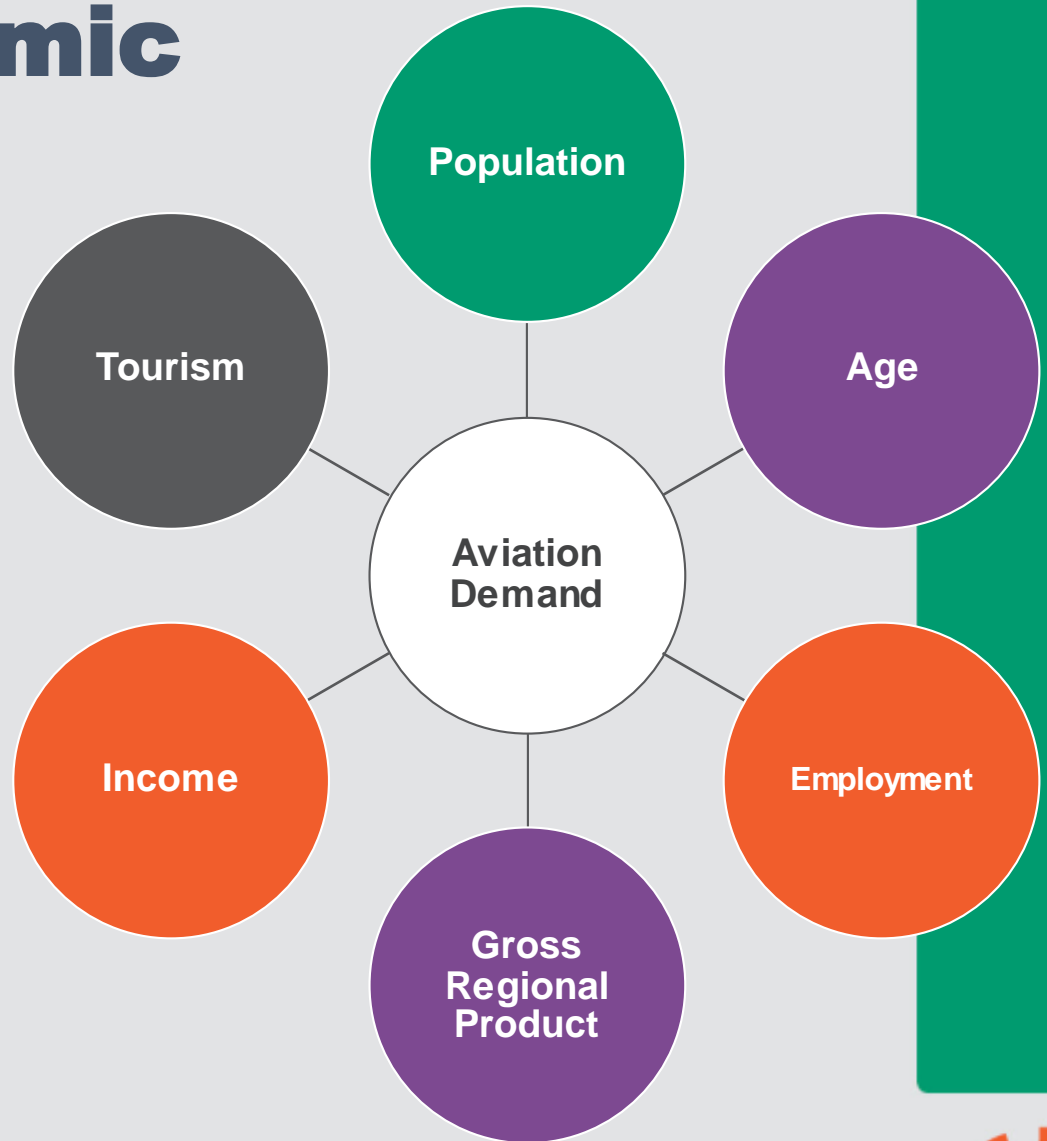 mic
Population
Tourism
Age
Aviation
Demand
Income
Employment
Gross
Regional
Product